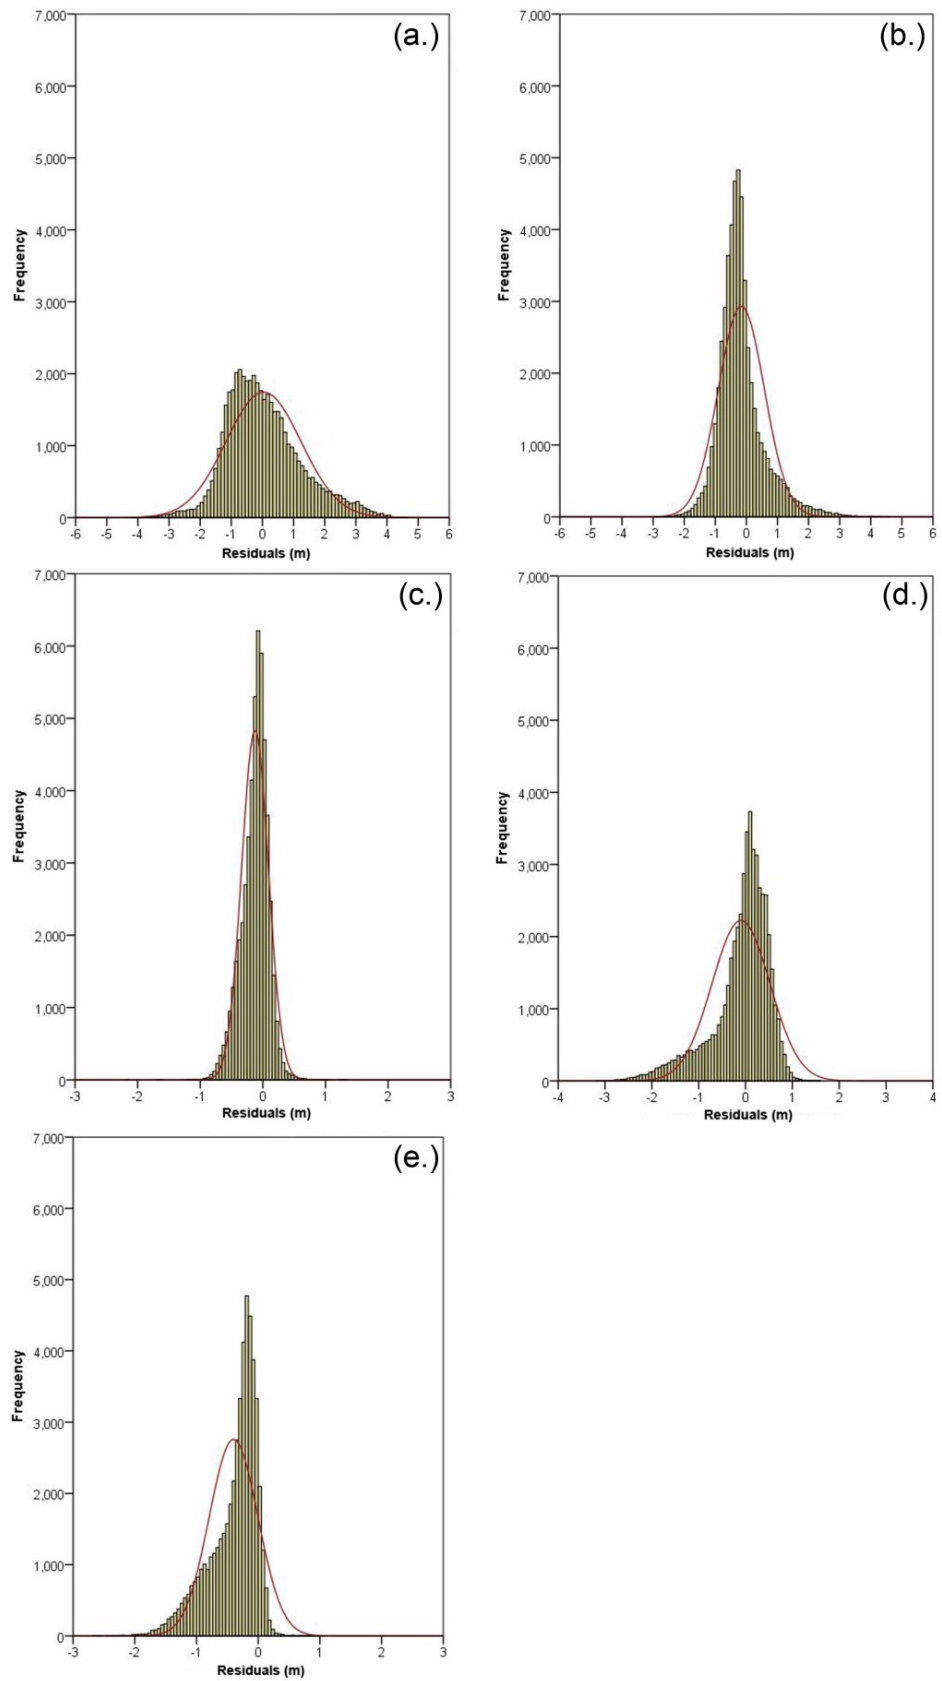 (a.)
7,000
6,000
5,000
4,000
3,000
2,000
1,000
0
Frequency
-6 -5 -4 -3 -2 -1 0 1 2 3 4 5 6
Residuals (m)
(b.)
7,000
6,000
5,000
4,000
3,000
2,000
1,000
0
Frequency
-6 -5 -4 -3 -2 -1 0 1 2 3 4 5 6
Residuals (m)
(c.)
7,000
6,000
5,000
4,000
3,000
2,000
1,000
0
Frequency
-3 -2 -1 0 1 2 3
Residuals (m)
(d.)
7,000
6,000
5,000
4,000
3,000
2,000
1,000
0
Frequency
-4 -3 -2 -1 0 1 2 3 4
Residuals (m)
(e.)
7,000
6,000
5,000
4,000
3,000
2,000
1,000
0
Frequency
-3 -2 -1 0 1 2 3
Residuals (m)